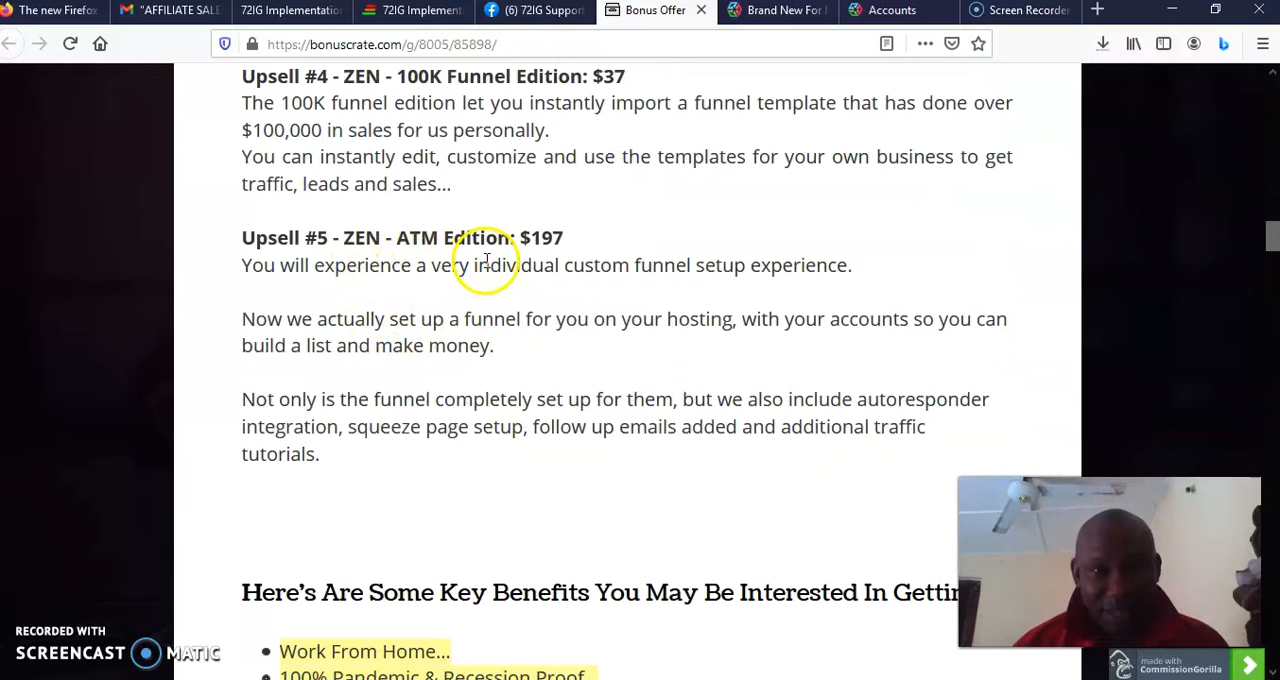 The new Firefox
"AFFILIATE SALE
72IG Implementation
72IG Implement
(6) 72IG Support
Bonus Offer
Brand New For
Accounts
Screen Recorder
https://bonuscrate.com/g/8005/85898/
Upsell #4 - ZEN - 100K Funnel Edition: $37
The 100K funnel edition let you instantly import a funnel template that has done over
$100,000 in sales for us personally.
You can instantly edit, customize and use the templates for your own business to get
traffic, leads and sales...
Upsell #5 - ZEN - ATM Edition: $197
You will experience a very individual custom funnel setup experience.
Now we actually set up a funnel for you on your hosting, with your accounts so you can
build a list and make money.
Not only is the funnel completely set up for them, but we also include autoresponder
integration, squeeze page setup, follow up emails added and additional traffic
tutorials.
Here's Are Some Key Benefits You May Be Interested In Gettin
Work From Home...
100% Pandemic & Recession Proof
RECORDED WITH
SCREENCAST MATIC
made with
CommissionGorilla